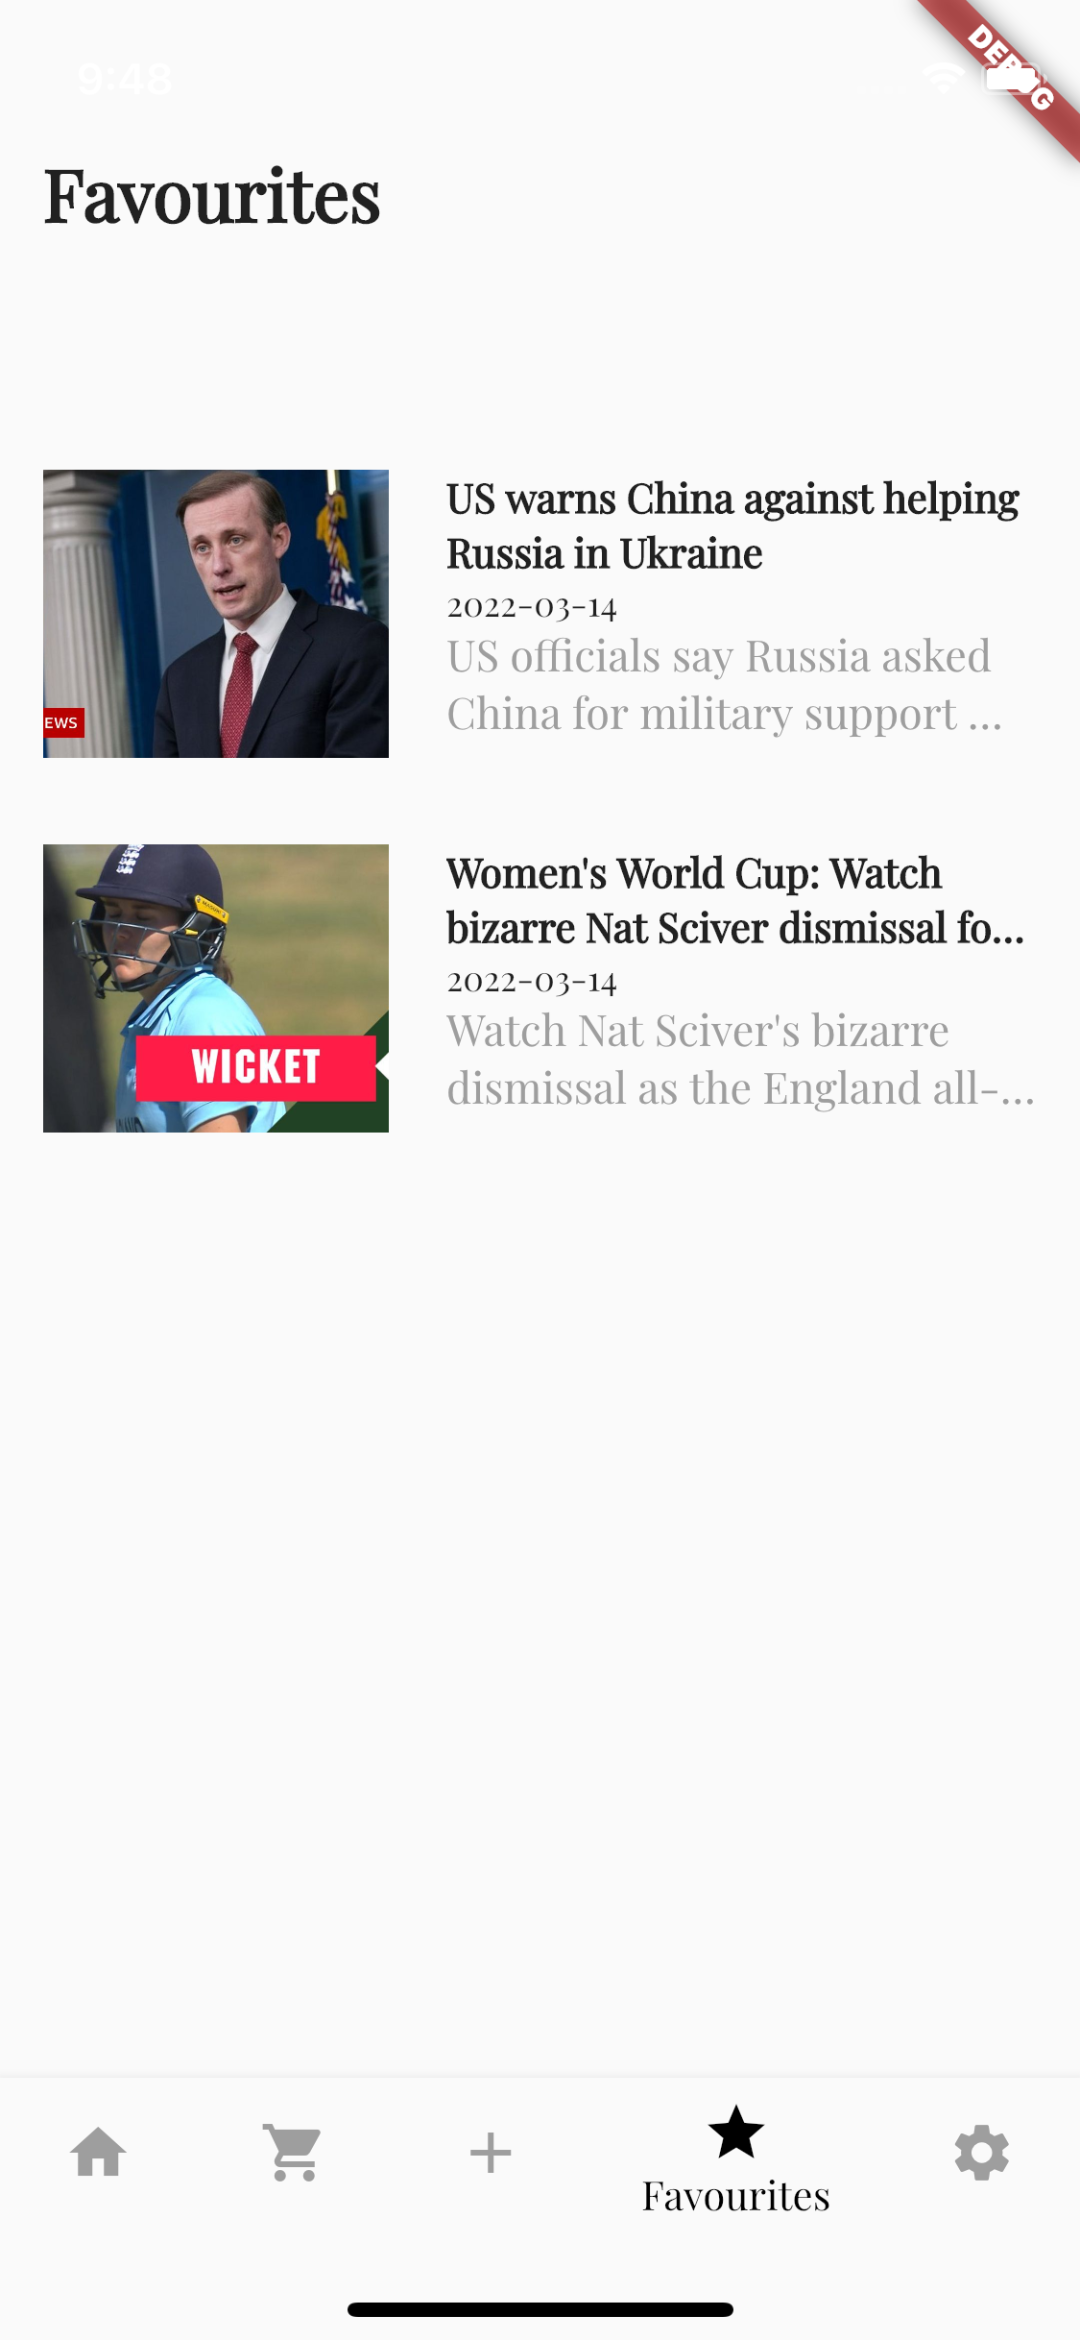 9:48
DEBUG
Favourites
US warns China against helping
Russia in Ukraine
2022-03-14
US officials say Russia asked
China for military support ...
EWS
Women's World Cup: Watch
bizarre Nat Sciver dismissal fo...
2022-03-14
Watch Nat Sciver's bizarre
dismissal as the England all-...
WICKET
Favourites